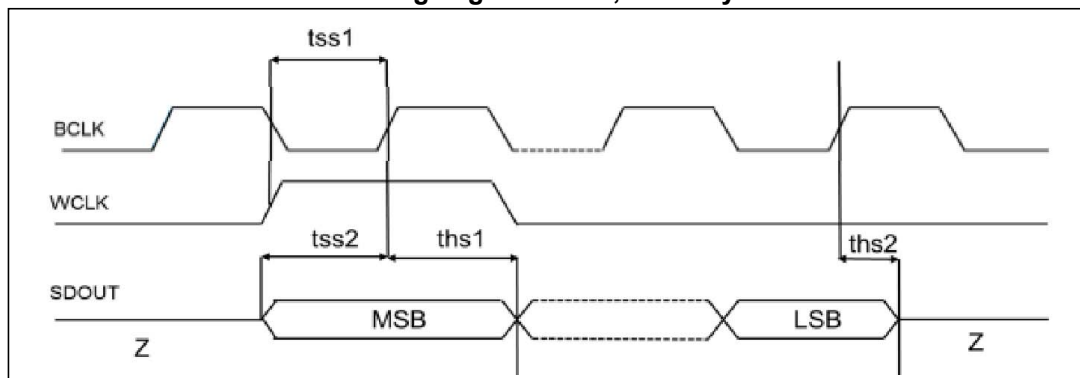 tss1
BCLK
WCLK
tss2 ths1 ths2
SDOUT
MSB LSB
Z Z